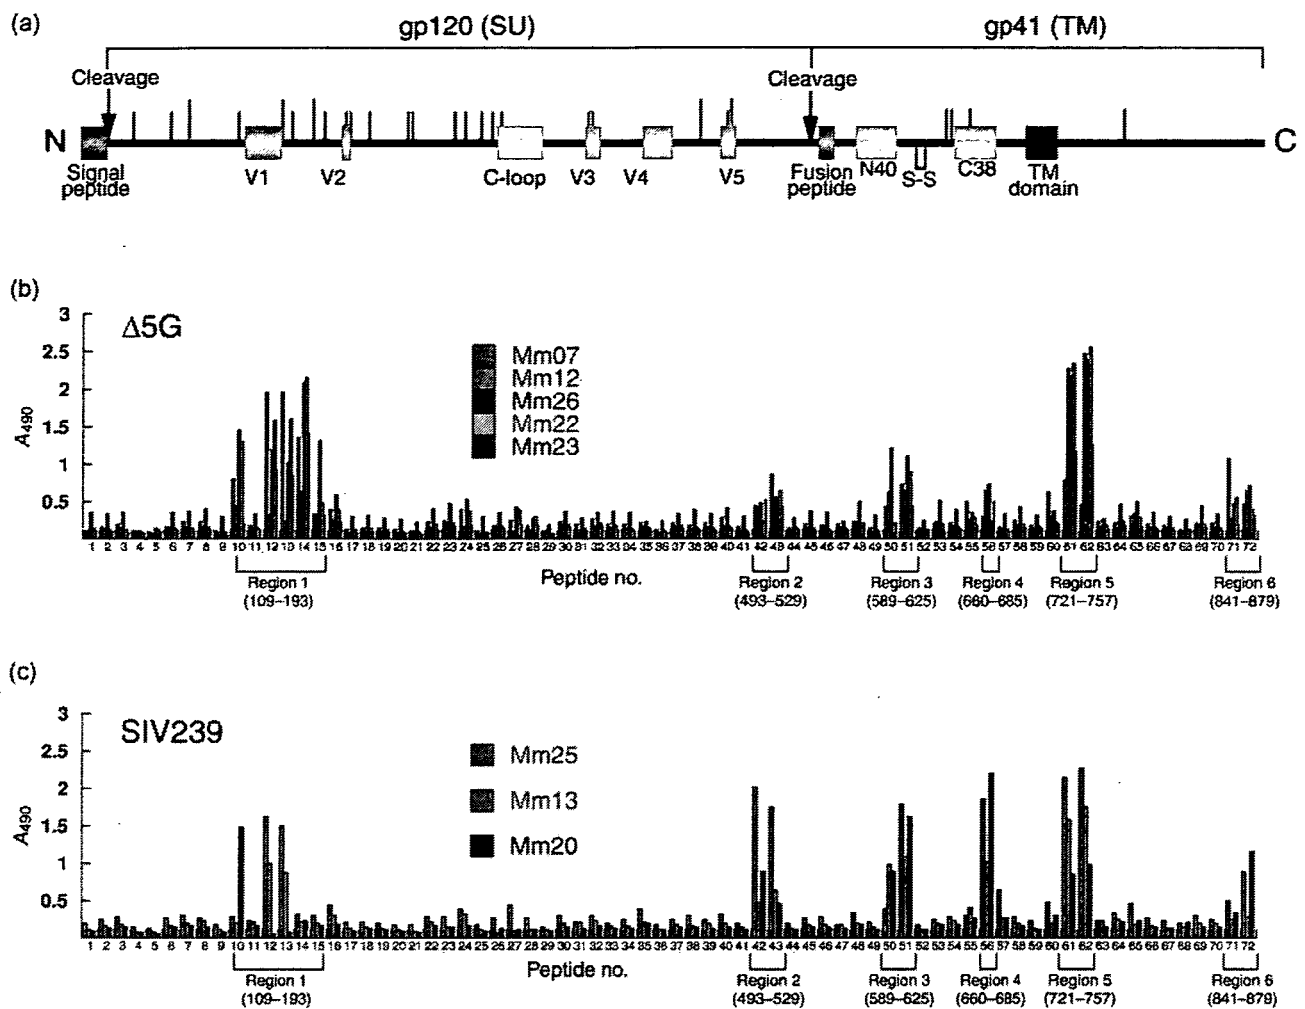 (a)
gp120 (SU) gp41 (TM)
Cleavage Cleavage
N C
Signal peptide V1 V2 C-loop V3 V4 V5 Fusion peptide N40 S-S C38 TM domain
(b)
Δ5G
3
2.5
2
1.5
1
0.5
A490
Mm07
Mm12
Mm26
Mm22
Mm23
1 2 3 4 5 6 7 8 9 10 11 12 13 14 15 16 17 18 19 20 21 22 23 24 25 26 27 28 29 30 31 32 33 34 35 36 37 38 39 40 41 42 43 44 45 46 47 48 49 50 51 52 53 54 55 56 57 58 59 60 61 62 63 64 65 66 67 68 69 70 71 72
Region 1 Peptide no. Region 2 Region 3 Region 4 Region 5 Region 6
(109–193) (493–529) (589–625) (660–685) (721–757) (841–879)
(c)
SIV239
3
2.5
2
1.5
1
0.5
A490
Mm25
Mm13
Mm20
1 2 3 4 5 6 7 8 9 10 11 12 13 14 15 16 17 18 19 20 21 22 23 24 25 26 27 28 29 30 31 32 33 34 35 36 37 38 39 40 41 42 43 44 45 46 47 48 49 50 51 52 53 54 55 56 57 58 59 60 61 62 63 64 65 66 67 68 69 70 71 72
Region 1 Peptide no. Region 2 Region 3 Region 4 Region 5 Region 6
(109–193) (493–529) (589–625) (660–685) (721–757) (841–879)